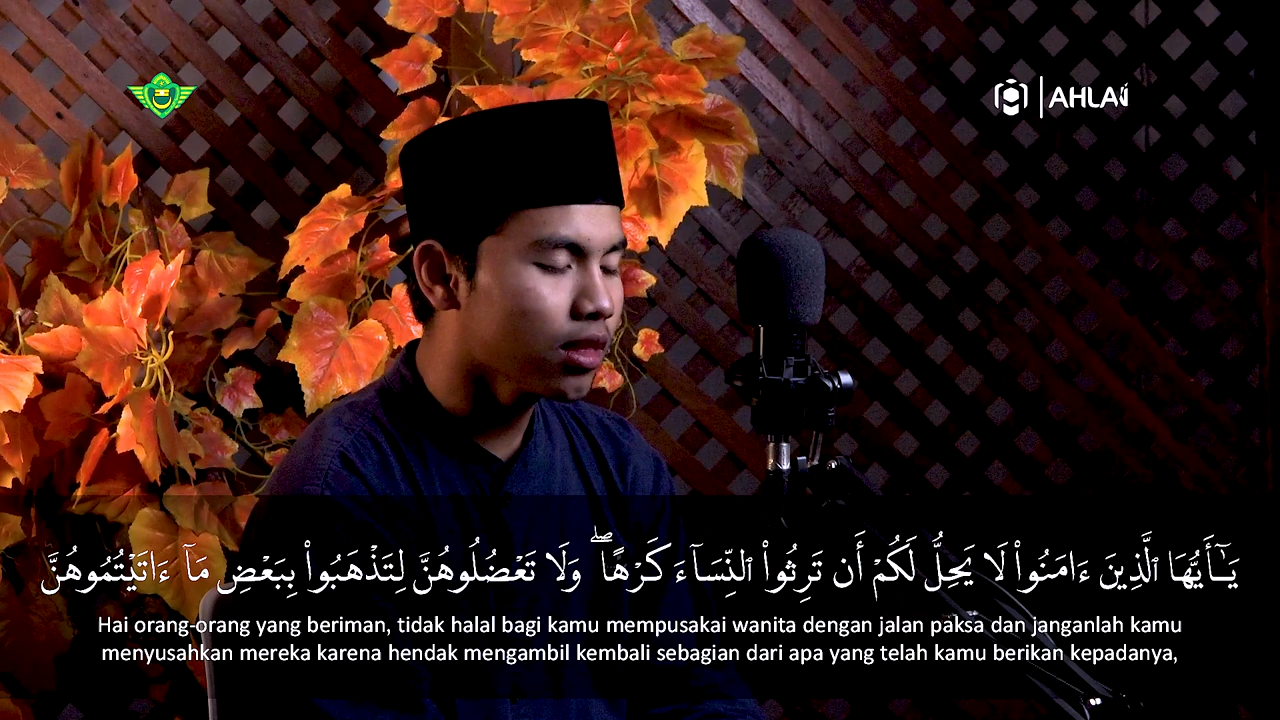 AHLAN
يَـٰٓأَيُّهَا ٱلَّذِينَ ءَامَنُوا۟ لَا يَحِلُّ لَكُمْ أَن تَرِثُوا۟ ٱلنِّسَآءَ كَرْهًا ۖ وَلَا تَعْضُلُوهُنَّ لِتَذْهَبُوا۟ بِبَعْضِ مَآ ءَاتَيْتُمُوهُنَّ
Hai orang-orang yang beriman, tidak halal bagi kamu mempusakai wanita dengan jalan paksa dan janganlah kamu
menyusahkan mereka karena hendak mengambil kembali sebagian dari apa yang telah kamu berikan kepadanya,